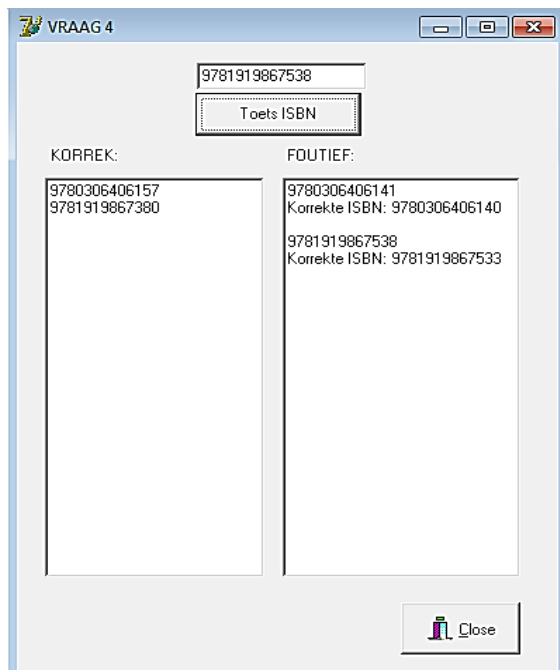 VRAAG 4
9781919867538
Toets ISBN
KORREK:
9780306406157
9781919867380
FOUTIEF:
9780306406141
Korrekte ISBN: 9780306406140
9781919867538
Korrekte ISBN: 9781919867533
Close